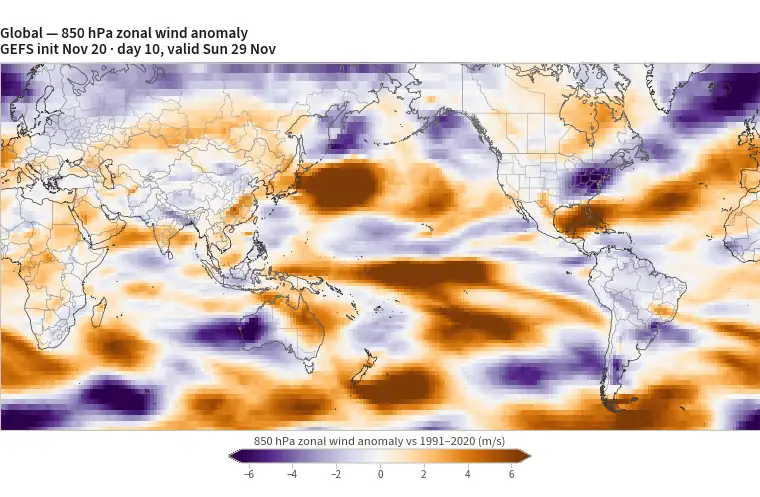 Global — 850 hPa zonal wind anomaly
GEFS init Nov 20 · day 10, valid Sun 29 Nov
850 hPa zonal wind anomaly vs 1991–2020 (m/s)
−6 −4 −2 0 2 4 6